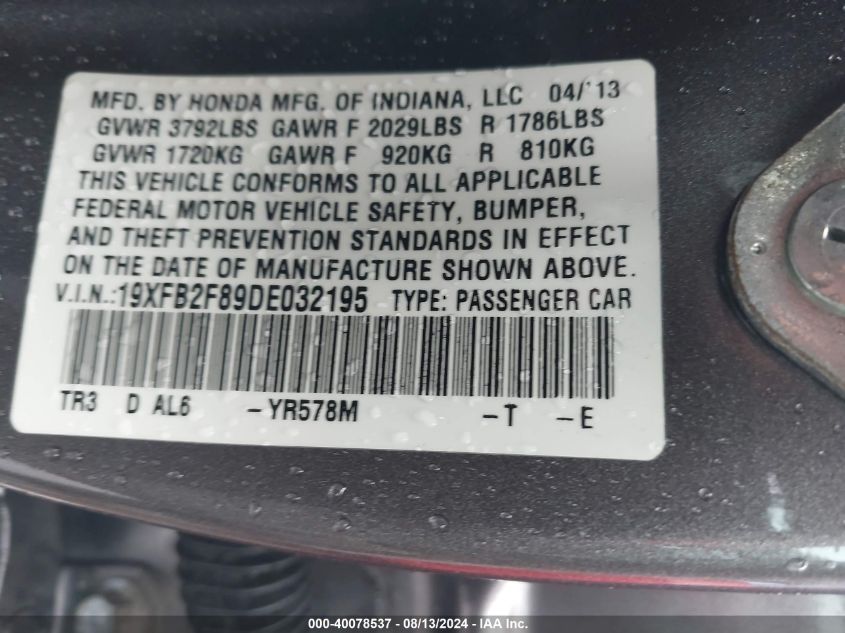 MFD. BY HONDA MFG. OF INDIANA, LLC 04/13
GVWR 3792LBS GAWR F 2029LBS R 1786LBS
GVWR 1720KG GAWR F 920KG R 810KG
THIS VEHICLE CONFORMS TO ALL APPLICABLE
FEDERAL MOTOR VEHICLE SAFETY, BUMPER,
AND THEFT PREVENTION STANDARDS IN EFFECT
ON THE DATE OF MANUFACTURE SHOWN ABOVE.
V.I.N.:19XFB2F89DE032195 TYPE: PASSENGER CAR
TR3 D AL6 -YR578M -T -E
000-40078537 - 08/13/2024 - IAA Inc.